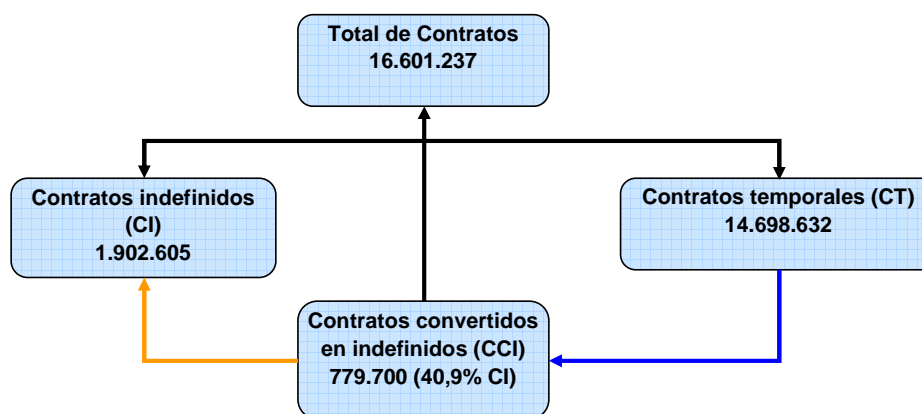 Total de Contratos
16.601.237
Contratos indefinidos
(CI)
1.902.605
Contratos temporales (CT)
14.698.632
Contratos convertidos
en indefinidos (CCI)
779.700 (40,9% CI)